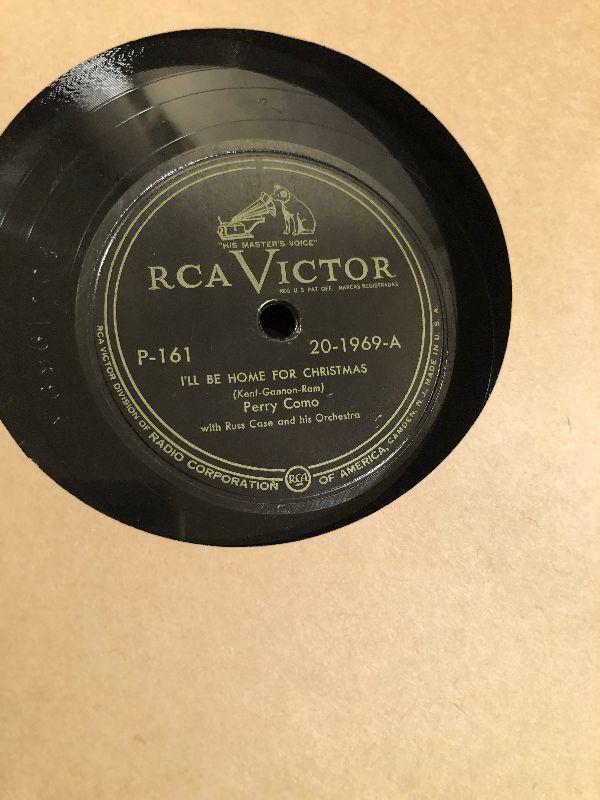 "HIS MASTER'S VOICE"
RCA VICTOR
REG. U.S. PAT. OFF. MARCAS REGISTRADAS
P-161
20-1969-A
I'LL BE HOME FOR CHRISTMAS
(Kent-Gannon-Ram)
Perry Como
with Russ Case and his Orchestra
RCA VICTOR DIVISION OF RADIO CORPORATION RCA OF AMERICA, CAMDEN, N. J. MADE IN U. S. A.